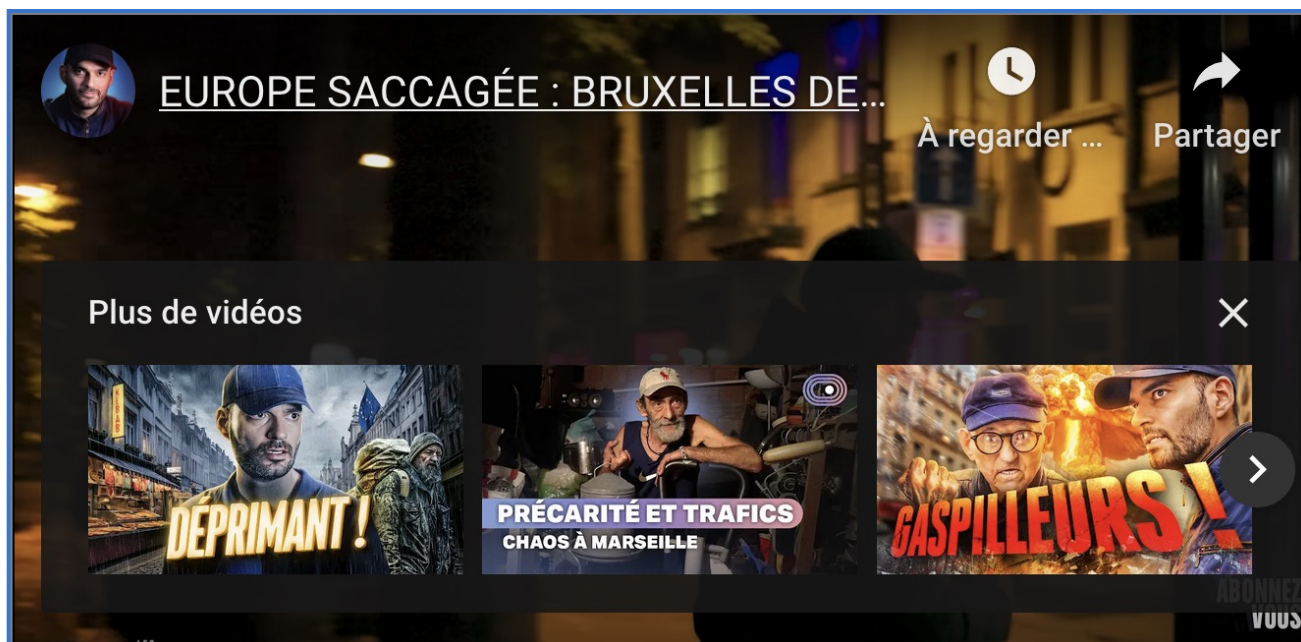 EUROPE SACCAGÉE : BRUXELLES DE...
À regarder ...
Partager
Plus de vidéos
DÉPRIMANT !
PRÉCARITÉ ET TRAFICS
CHAOS À MARSEILLE
GASPILLEURS !
ABONNEZ
VOUS